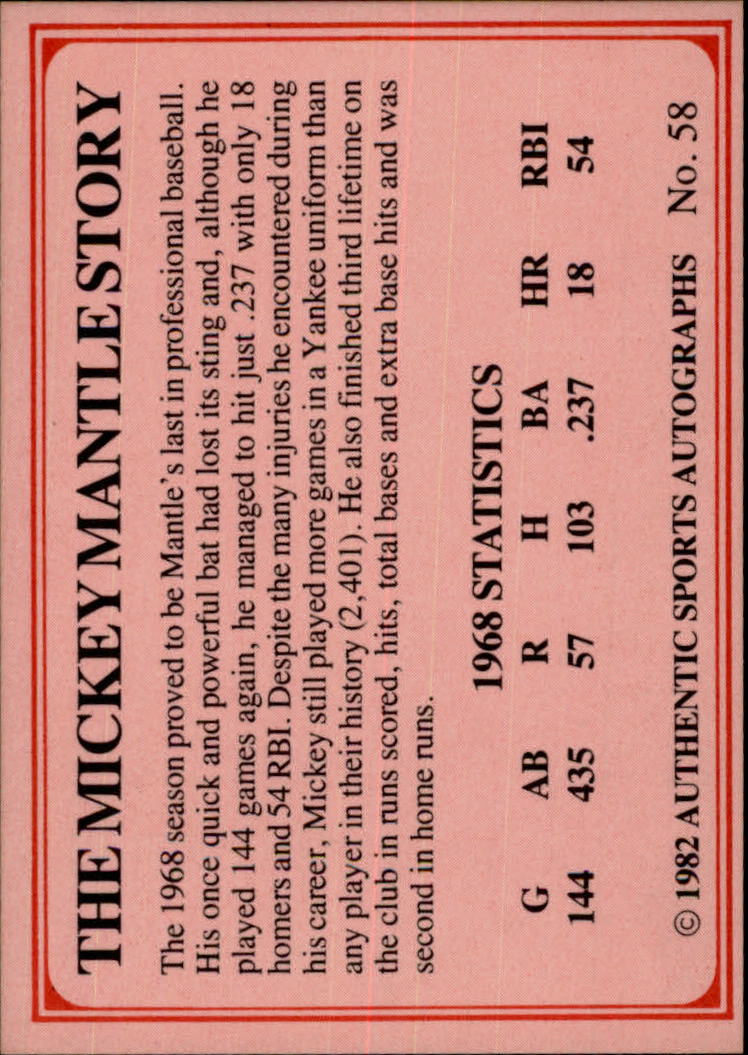 THE MICKEY MANTLE STORY
The 1968 season proved to be Mantle's last in professional baseball.
His once quick and powerful bat had lost its sting and, although he
played 144 games again, he managed to hit just .237 with only 18
homers and 54 RBI. Despite the many injuries he encountered during
his career, Mickey still played more games in a Yankee uniform than
any player in their history (2,401). He also finished third lifetime on
the club in runs scored, hits, total bases and extra base hits and was
second in home runs.
1968 STATISTICS
G AB R H BA HR RBI
144 435 57 103 .237 18 54
© 1982 AUTHENTIC SPORTS AUTOGRAPHS No. 58